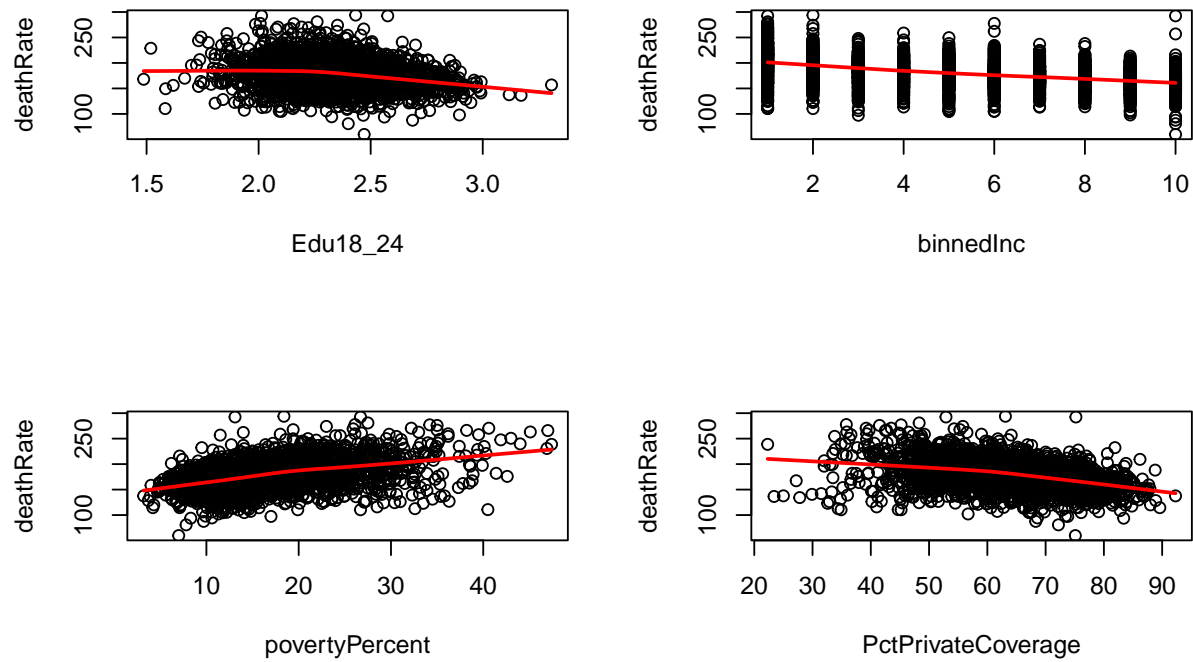 deathRate
250
100
1.5 2.0 2.5 3.0
Edu18_24
deathRate
250
100
2 4 6 8 10
binnedInc
deathRate
250
100
10 20 30 40
povertyPercent
deathRate
250
100
20 30 40 50 60 70 80 90
PctPrivateCoverage